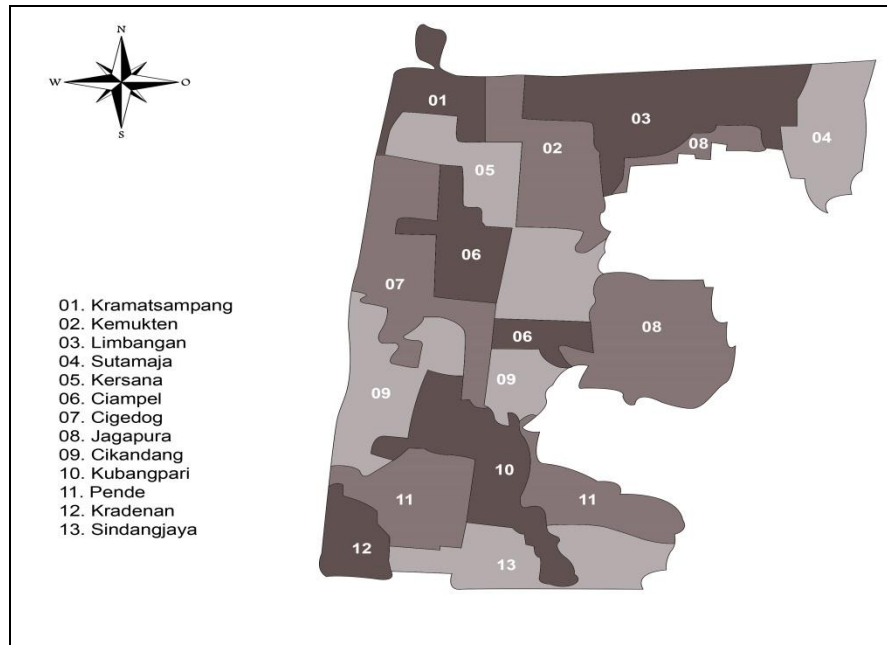 N
W
O
S
01
03
04
02
08
05
06
07
08
06
09
09
10
11
11
12
13
01. Kramatsampang
02. Kemukten
03. Limbangan
04. Sutamaja
05. Kersana
06. Ciampel
07. Cigedog
08. Jagapura
09. Cikandang
10. Kubangpari
11. Pende
12. Kradenan
13. Sindangjaya